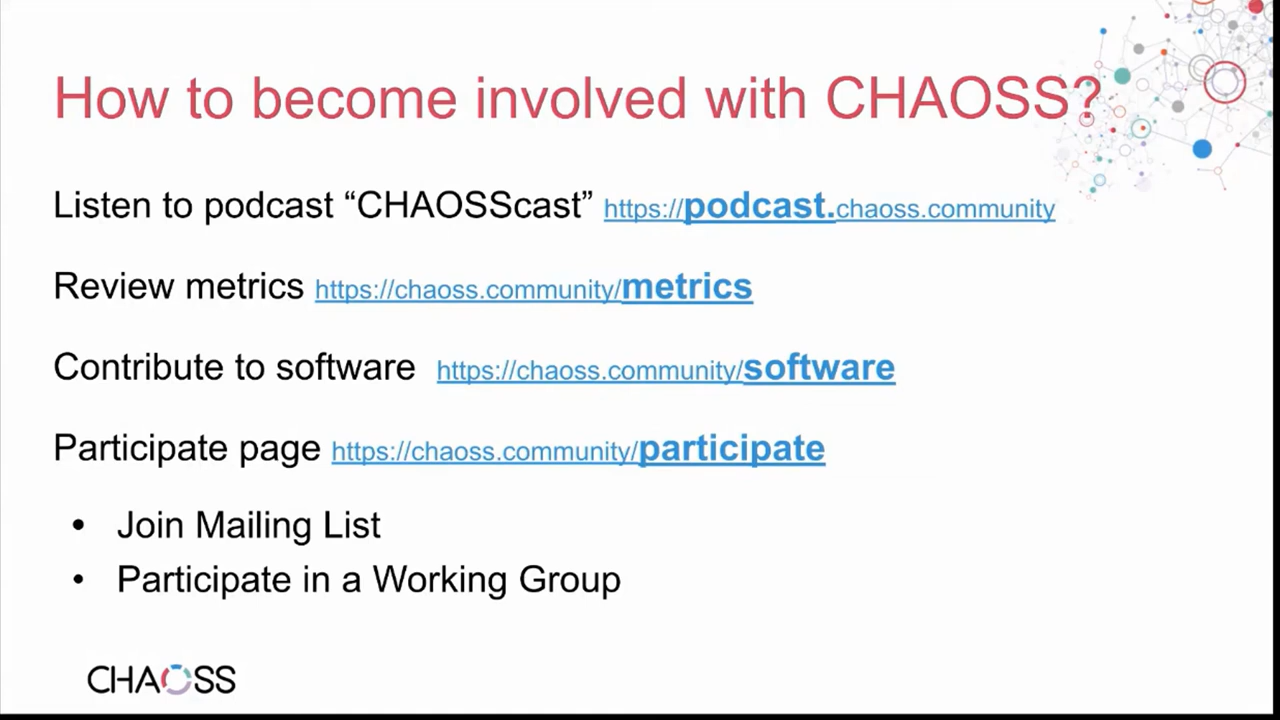 How to become involved with CHAOSS?
Listen to podcast “CHAOSScast” https://podcast.chaoss.community
Review metrics https://chaoss.community/metrics
Contribute to software https://chaoss.community/software
Participate page https://chaoss.community/participate
• Join Mailing List
• Participate in a Working Group
CHAOSS